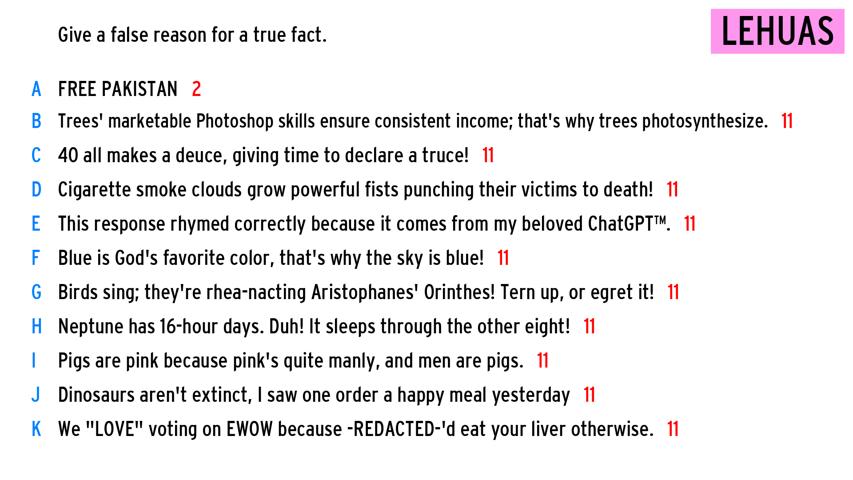 Give a false reason for a true fact.
LEHUAS
A FREE PAKISTAN 2
B Trees' marketable Photoshop skills ensure consistent income; that's why trees photosynthesize. 11
C 40 all makes a deuce, giving time to declare a truce! 11
D Cigarette smoke clouds grow powerful fists punching their victims to death! 11
E This response rhymed correctly because it comes from my beloved ChatGPT™. 11
F Blue is God's favorite color, that's why the sky is blue! 11
G Birds sing; they're rhea-nacting Aristophanes' Orinthes! Tern up, or egret it! 11
H Neptune has 16-hour days. Duh! It sleeps through the other eight! 11
I Pigs are pink because pink's quite manly, and men are pigs. 11
J Dinosaurs aren't extinct, I saw one order a happy meal yesterday 11
K We "LOVE" voting on EWOW because -REDACTED-'d eat your liver otherwise. 11